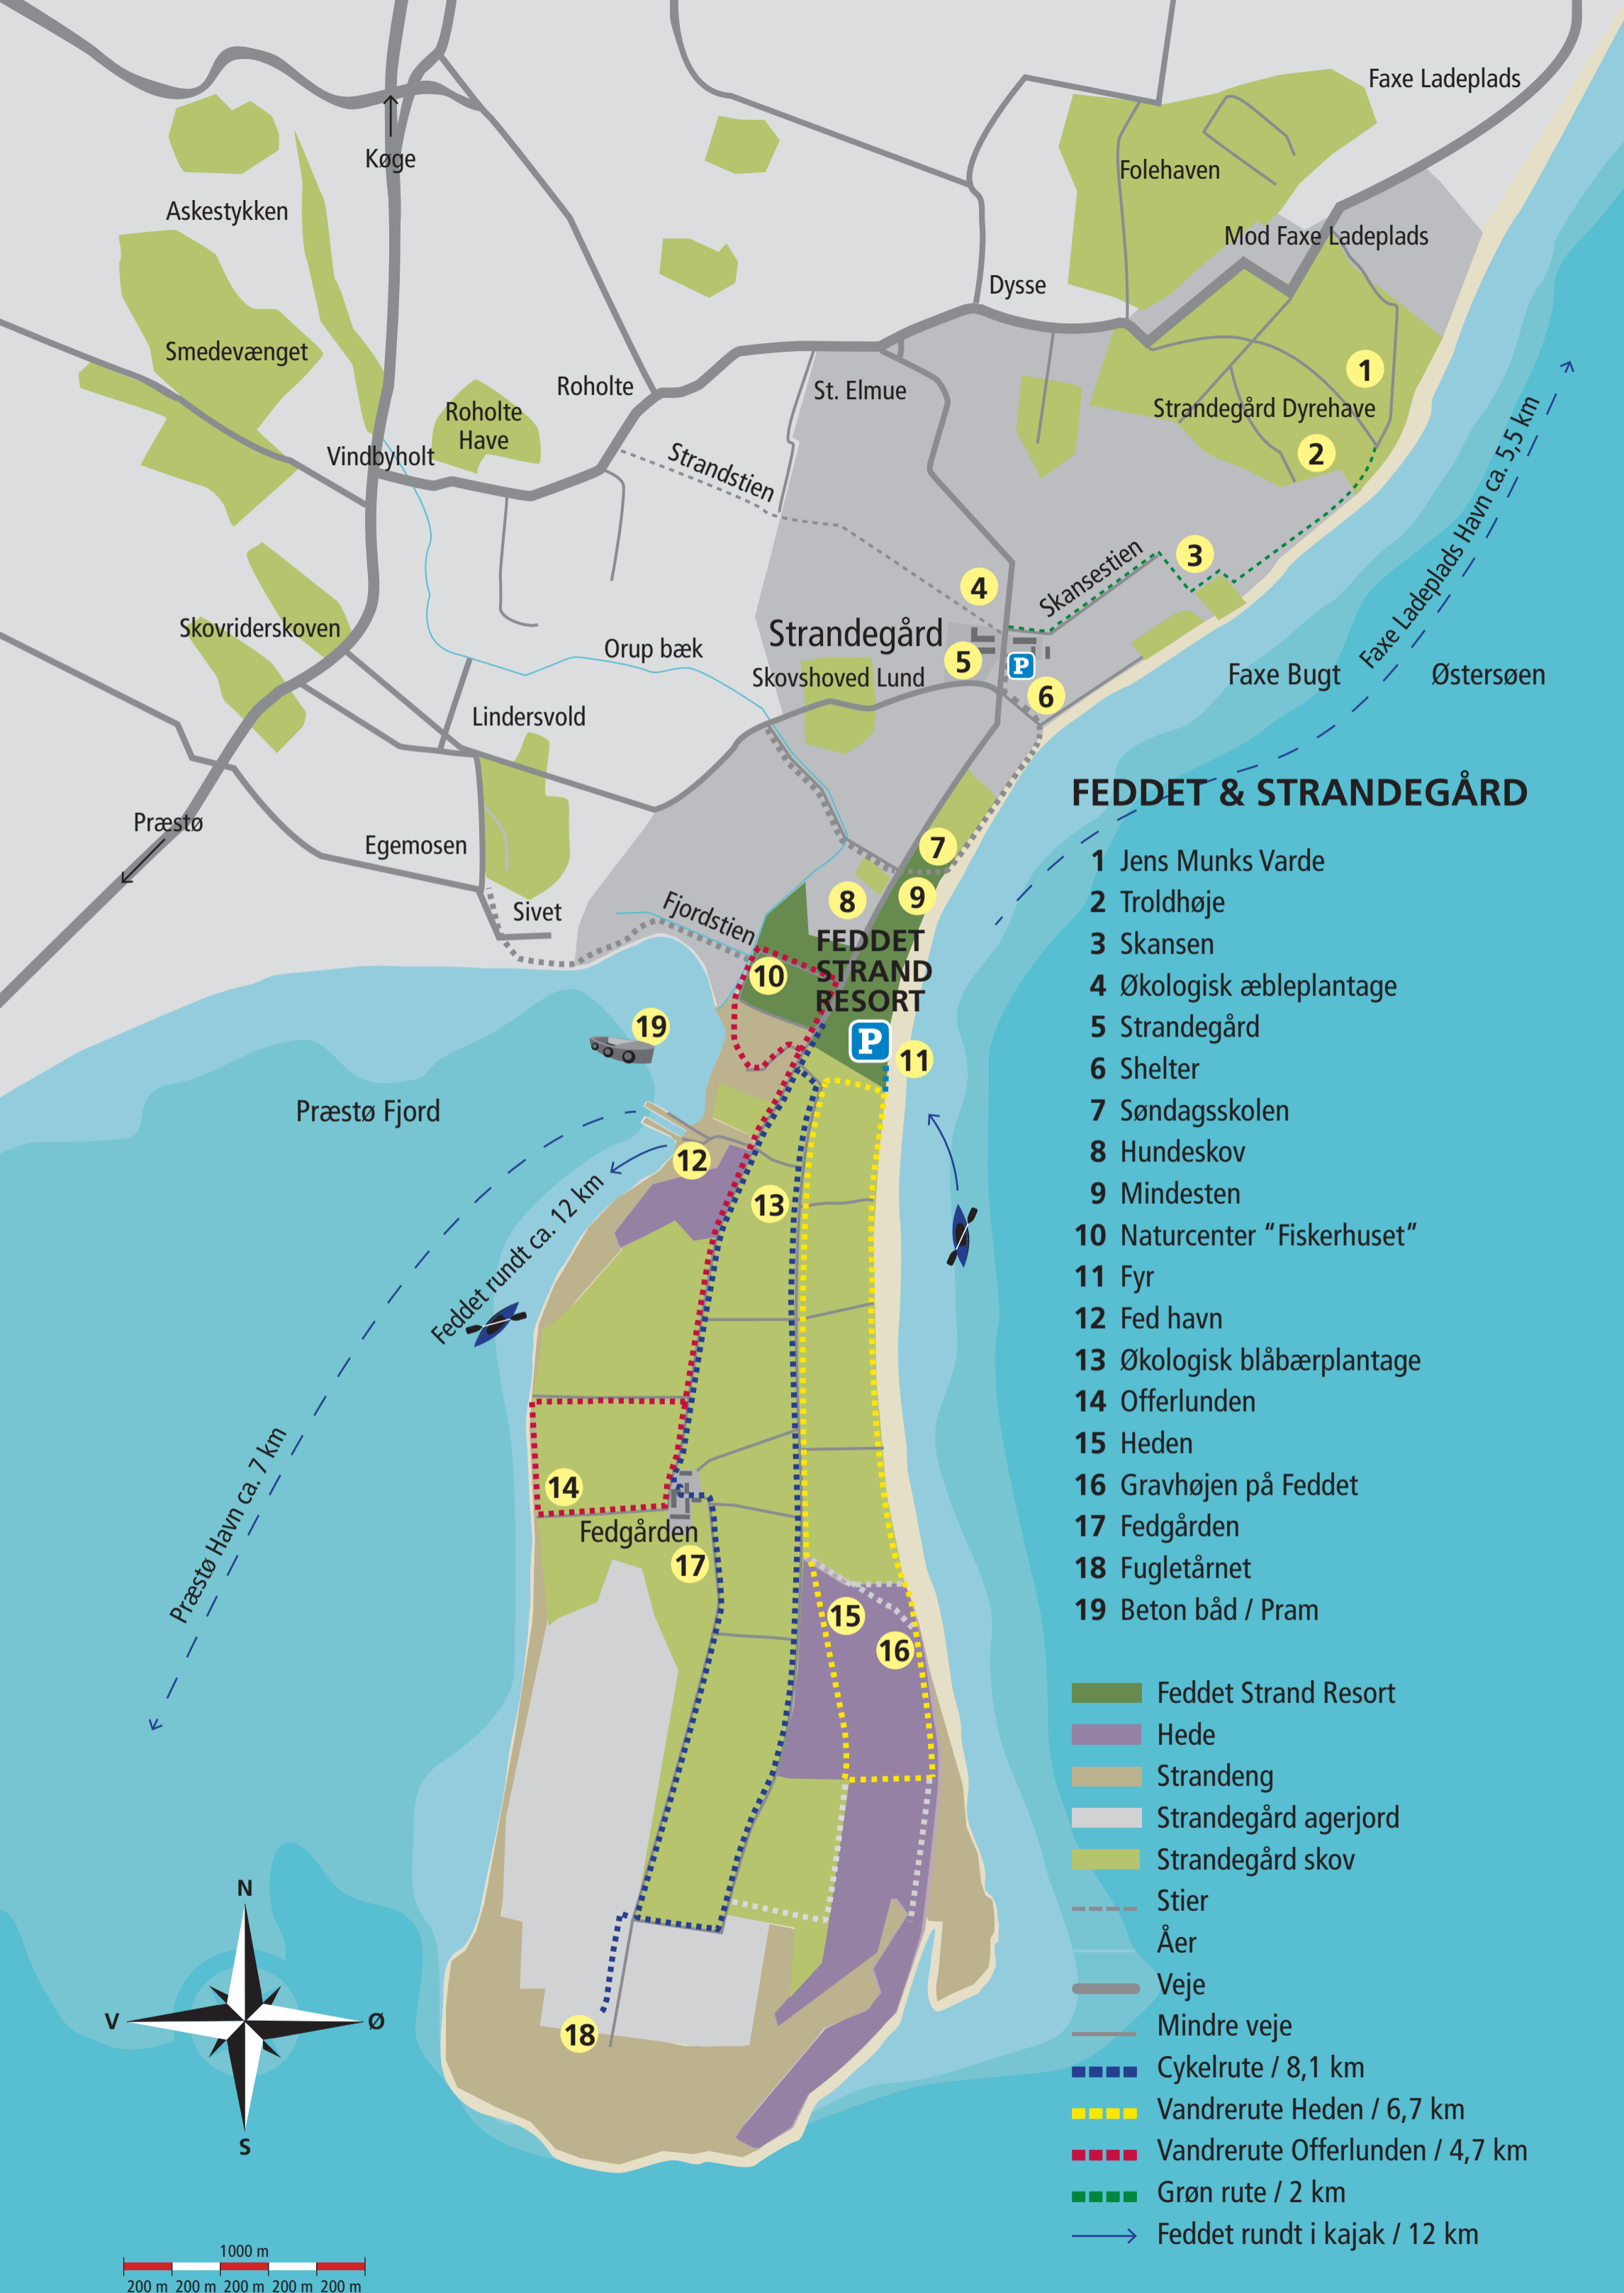 Faxe Ladeplads
Køge
Folehaven
Askestykken
Mod Faxe Ladeplads
Dysse
Smedevænget
Roholte
St. Elmue
1
Roholte
Have
Strandegård Dyrehave
Vindbyholt
Strandstien
2
Faxe Ladeplads Havn ca. 5,5 km
3
Skansestien
4
Skovriderskoven
Strandegård
Orup bæk
5
P
Skovshoved Lund
Faxe Bugt
Østersøen
6
Lindersvold
Præstø
Egemosen
7
Sivet
Fjordstien
8
9
FEDDET
STRAND
RESORT
10
19
P
11
Præstø Fjord
12
Feddet rundt ca. 12 km
13
Præstø Havn ca. 7 km
14
Fedgården
17
15
16
18
N
V
Ø
S
1000 m
200 m 200 m 200 m 200 m 200 m
FEDDET & STRANDEGÅRD
1 Jens Munks Varde
2 Troldhøje
3 Skansen
4 Økologisk æbleplantage
5 Strandegård
6 Shelter
7 Søndagsskolen
8 Hundeskov
9 Mindesten
10 Naturcenter “Fiskerhuset”
11 Fyr
12 Fed havn
13 Økologisk blåbærplantage
14 Offerlunden
15 Heden
16 Gravhøjen på Feddet
17 Fedgården
18 Fugletårnet
19 Beton båd / Pram
Feddet Strand Resort
Hede
Strandeng
Strandegård agerjord
Strandegård skov
Stier
Åer
Veje
Mindre veje
Cykelrute / 8,1 km
Vandrerute Heden / 6,7 km
Vandrerute Offerlunden / 4,7 km
Grøn rute / 2 km
Feddet rundt i kajak / 12 km